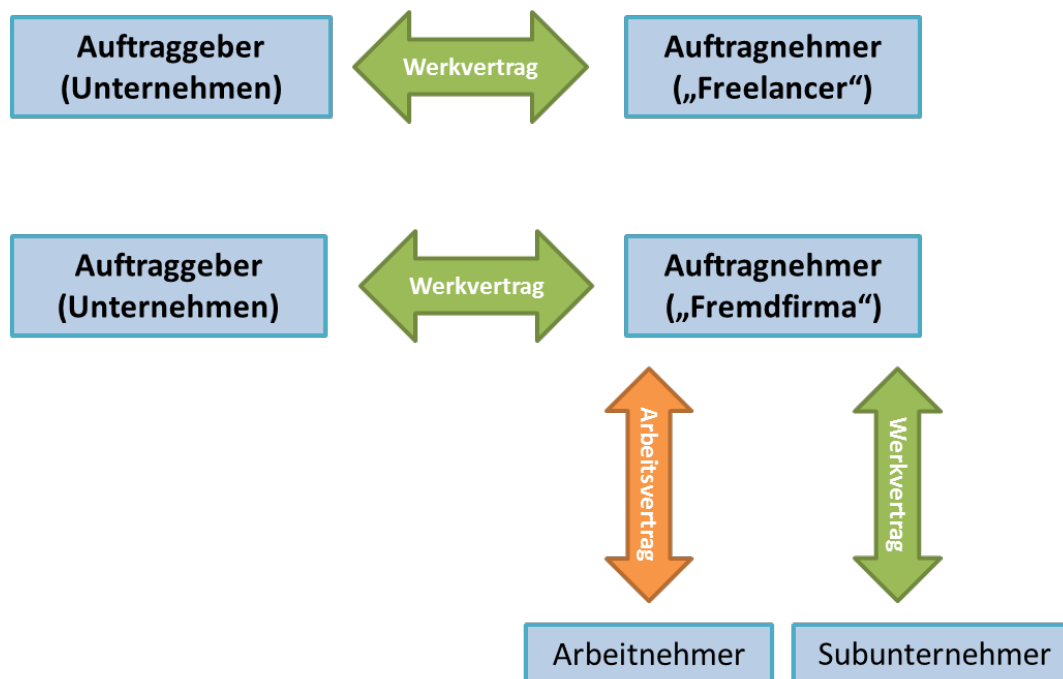 Auftraggeber
(Unternehmen)
Werkvertrag
Auftragnehmer
(„Freelancer“)
Auftraggeber
(Unternehmen)
Werkvertrag
Auftragnehmer
(„Fremdfirma“)
Arbeitsvertrag
Werkvertrag
Arbeitnehmer
Subunternehmer